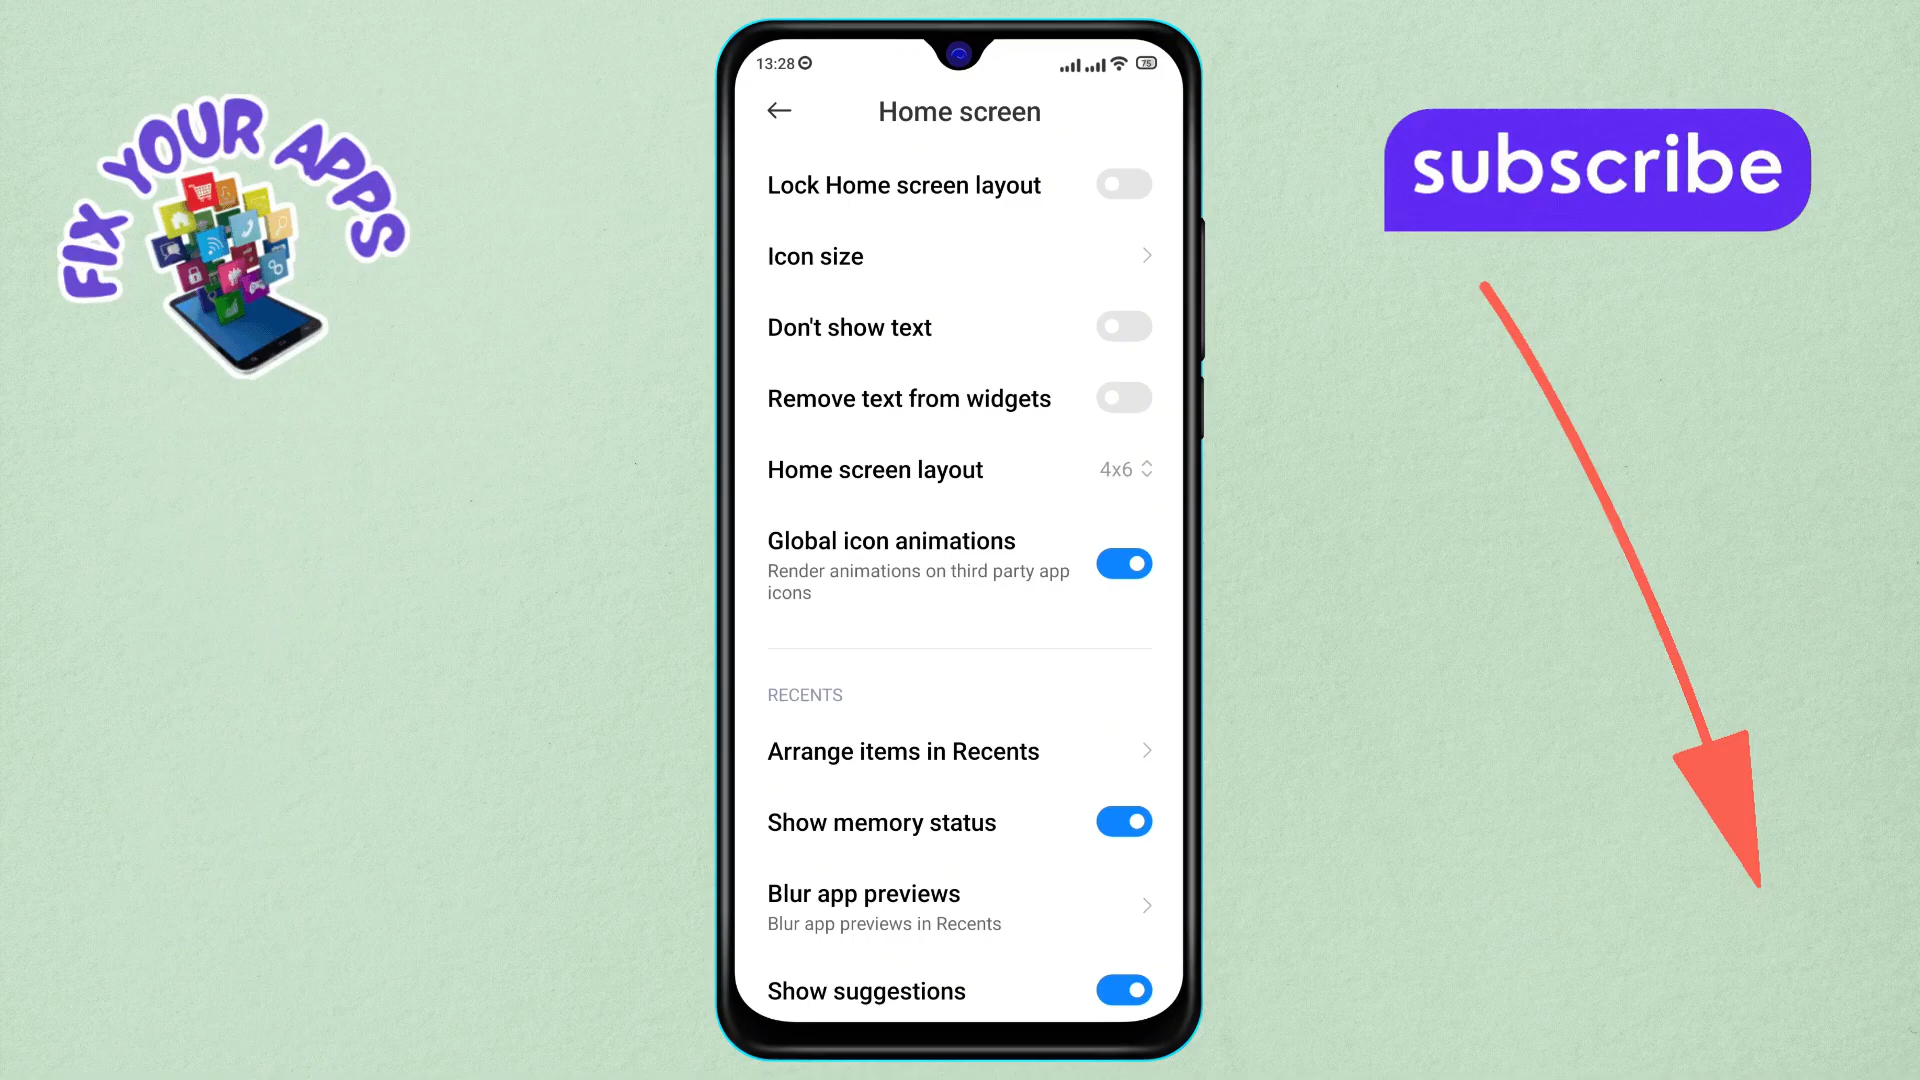 FIX YOUR APPS
subscribe
13:28
75
Home screen
Lock Home screen layout
Icon size
Don't show text
Remove text from widgets
Home screen layout 4x6
Global icon animations
Render animations on third party app
icons
RECENTS
Arrange items in Recents
Show memory status
Blur app previews
Blur app previews in Recents
Show suggestions